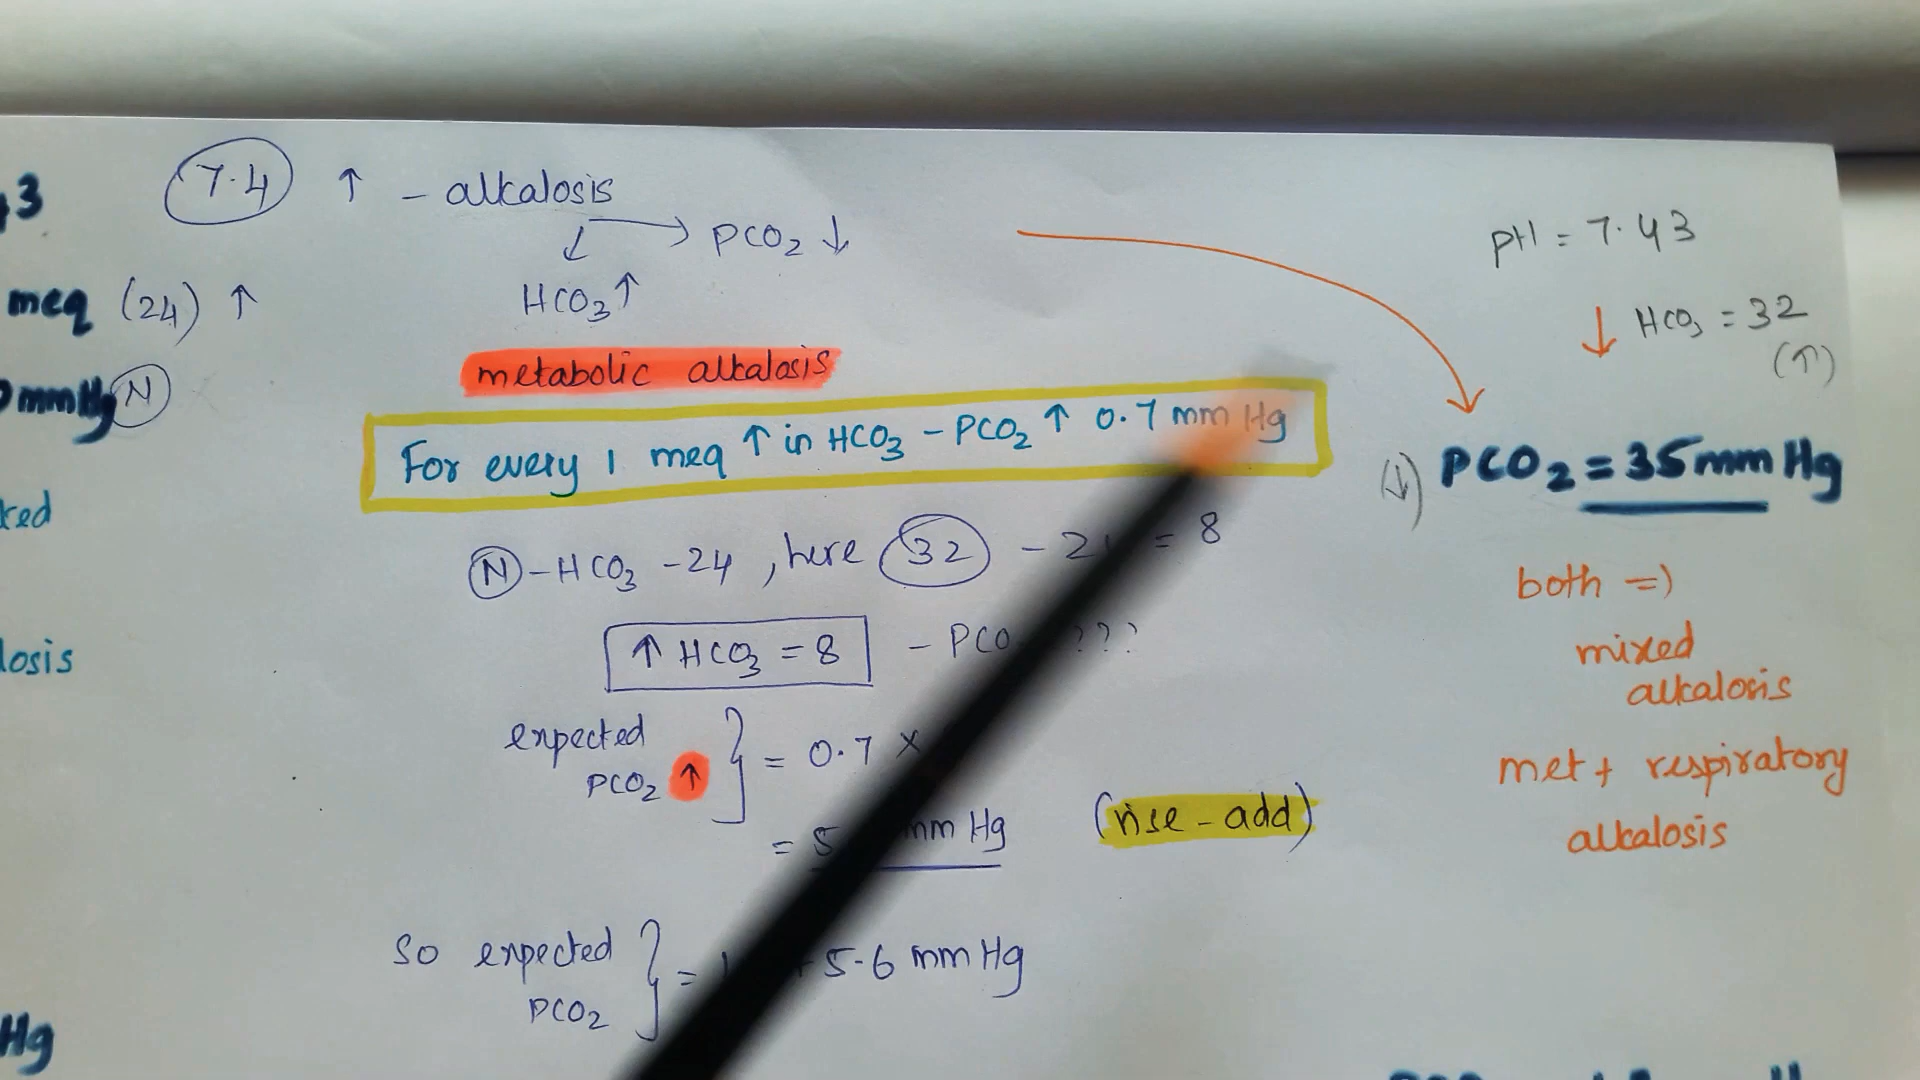 7.4 ↑ - alkalosis
meq (24) ↑
HCO3↑
→ PCO2 ↓
mmHg N
metabolic alkalosis
For every 1 meq ↑ in HCO3 - PCO2 ↑ 0.7 mm Hg
N - HCO3 - 24 , here 32 - = 8
↑ HCO3 = 8 - PCO ???
expected
PCO2 ↑ = 0.7 ×
= mm Hg (rise - add)
So expected
PCO2 = 5.6 mm Hg
Hg
pH = 7.43
↓ HCO3 = 32
(↑)
(↓) PCO2 = 35 mm Hg
both =)
mixed
alkalosis
met + respiratory
alkalosis